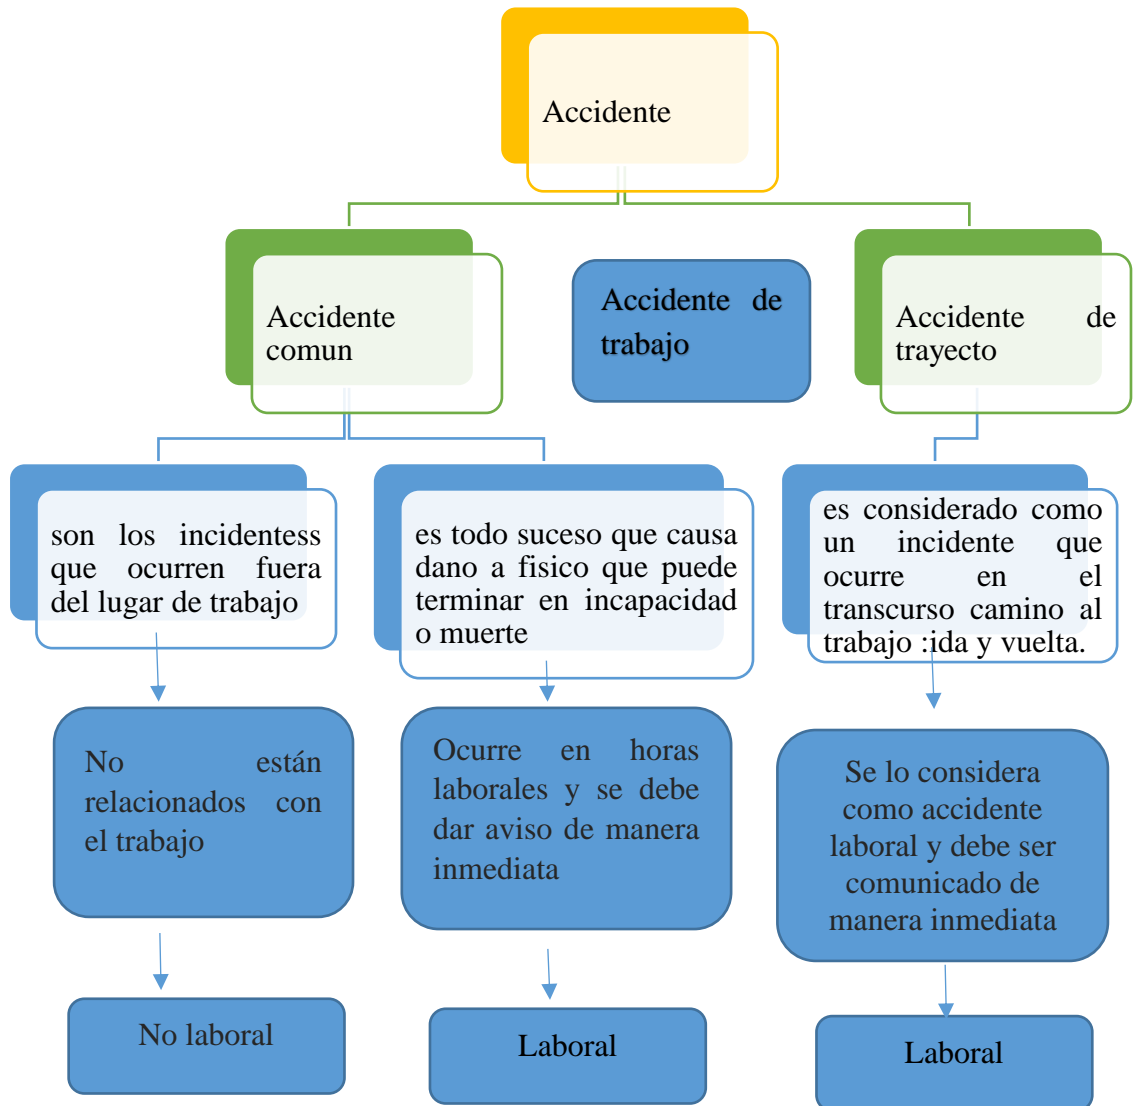 Accidente
Accidente
comun
Accidente de
trabajo
Accidente de
trayecto
son los incidentess
que ocurren fuera
del lugar de trabajo
es todo suceso que causa
dano a fisico que puede
terminar en incapacidad
o muerte
es considerado como
un incidente que
ocurre en el
transcurso camino al
trabajo :ida y vuelta.
No están
relacionados con
el trabajo
Ocurre en horas
laborales y se debe
dar aviso de manera
inmediata
Se lo considera
como accidente
laboral y debe ser
comunicado de
manera inmediata
No laboral
Laboral
Laboral